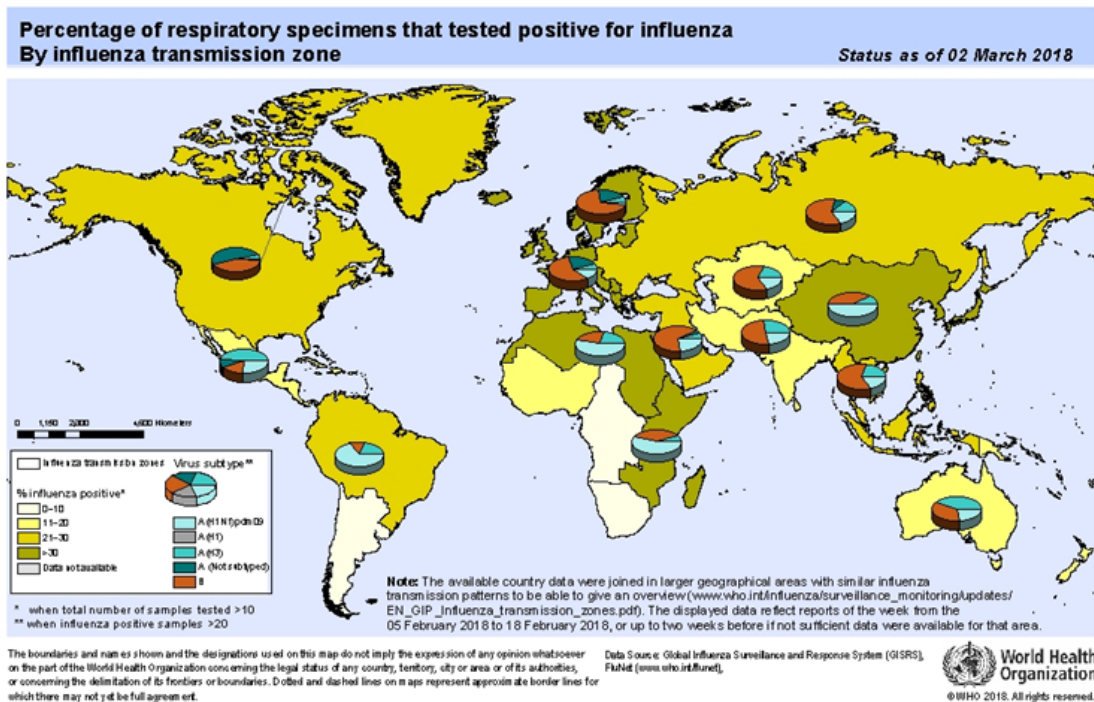 Percentage of respiratory specimens that tested positive for influenza
By influenza transmission zone
Status as of 02 March 2018
0 1,150 2,300 4,600 Kilometers
Influenza transmission zones
Virus subtype**
% influenza positive*
0-10
11-20
21-30
>30
Data not available
A(H1N1)pdm09
A(H1)
A(H3)
A (Not subtyped)
B
* when total number of samples tested >10
** when influenza positive samples >20
Note: The available country data were joined in larger geographical areas with similar influenza
transmission patterns to be able to give an overview (www.who.int/influenza/surveillance_monitoring/updates/
EN_GIP_Influenza_transmission_zones.pdf). The displayed data reflect reports of the week from the
05 February 2018 to 18 February 2018, or up to two weeks before if not sufficient data were available for that area.
The boundaries and names shown and the designations used on this map do not imply the expression of any opinion whatsoever
on the part of the World Health Organization concerning the legal status of any country, territory, city or area or of its authorities,
or concerning the delimitation of its frontiers or boundaries. Dotted and dashed lines on maps represent approximate border lines for
which there may not yet be full agreement.
Data Source: Global Influenza Surveillance and Response System (GISRS),
FluNet (www.who.int/flunet),
World Health
Organization
©WHO 2018. All rights reserved.